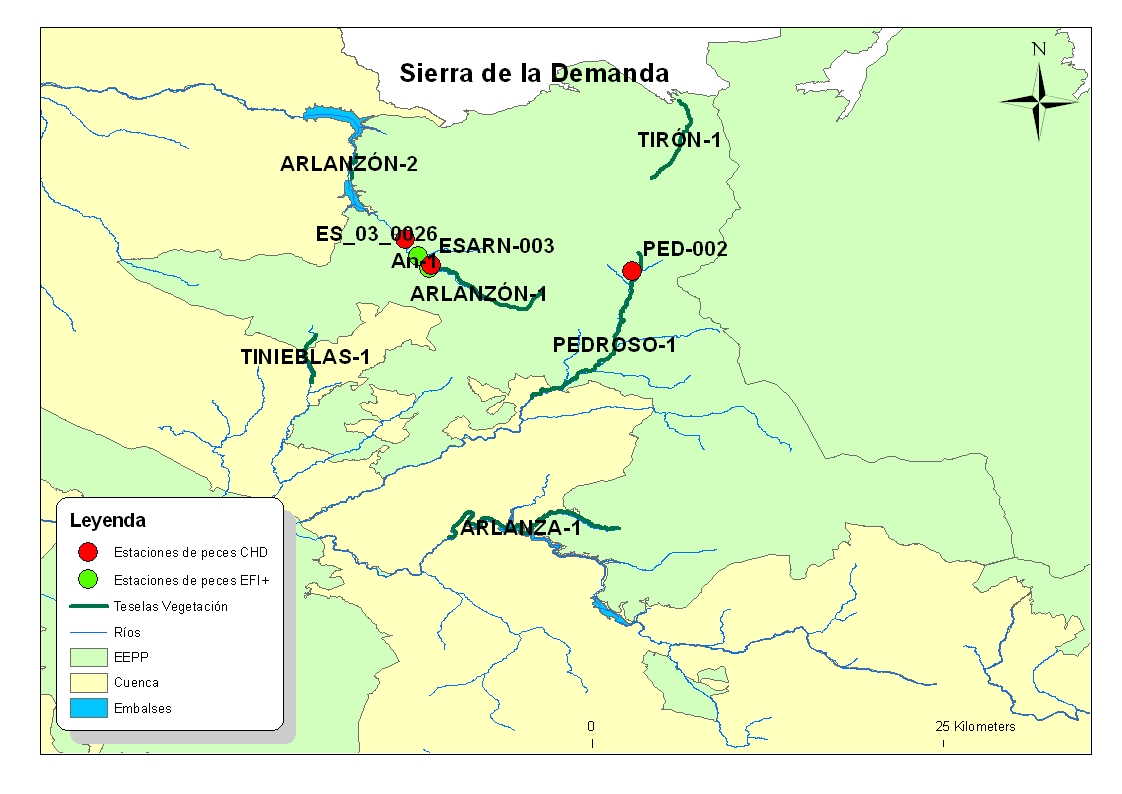 Sierra de la Demanda
N
TIRÓN-1
ARLANZÓN-2
ES_03_0026
ESARN-003
PED-002
An-1
ARLANZÓN-1
PEDROSO-1
TINIEBLAS-1
ARLANZA-1
Leyenda
Estaciones de peces CHD
Estaciones de peces EFI+
Teselas Vegetación
Ríos
EEPP
Cuenca
Embalses
0
25 Kilometers